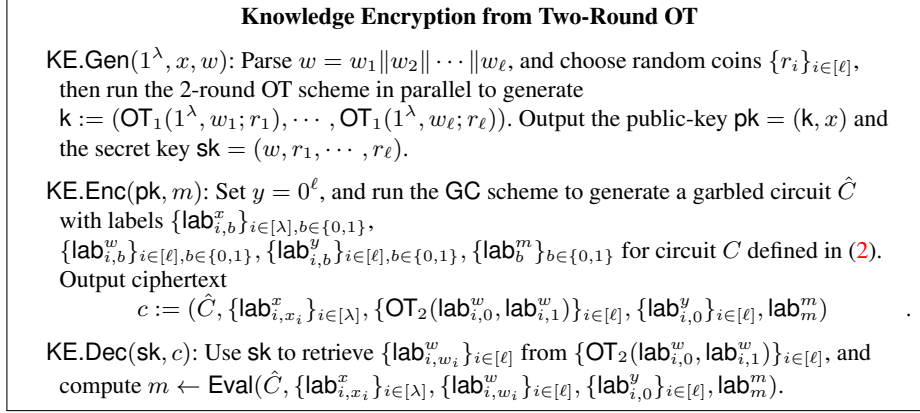 Knowledge Encryption from Two-Round OT
KE.Gen(1^λ, x, w): Parse w = w_1‖w_2‖ · · · ‖w_ℓ, and choose random coins {r_i}_{i∈[ℓ]},
then run the 2-round OT scheme in parallel to generate
k := (OT_1(1^λ, w_1; r_1), · · · , OT_1(1^λ, w_ℓ; r_ℓ)). Output the public-key pk = (k, x) and
the secret key sk = (w, r_1, · · · , r_ℓ).
KE.Enc(pk, m): Set y = 0^ℓ, and run the GC scheme to generate a garbled circuit Ĉ
with labels {lab^x_{i,b}}_{i∈[λ],b∈{0,1}},
{lab^w_{i,b}}_{i∈[ℓ],b∈{0,1}}, {lab^y_{i,b}}_{i∈[ℓ],b∈{0,1}}, {lab^m_b}_{b∈{0,1}} for circuit C defined in (2).
Output ciphertext
c := (Ĉ, {lab^x_{i,x_i}}_{i∈[λ]}, {OT_2(lab^w_{i,0}, lab^w_{i,1})}_{i∈[ℓ]}, {lab^y_{i,0}}_{i∈[ℓ]}, lab^m_m) .
KE.Dec(sk, c): Use sk to retrieve {lab^w_{i,w_i}}_{i∈[ℓ]} from {OT_2(lab^w_{i,0}, lab^w_{i,1})}_{i∈[ℓ]}, and
compute m ← Eval(Ĉ, {lab^x_{i,x_i}}_{i∈[λ]}, {lab^w_{i,w_i}}_{i∈[ℓ]}, {lab^y_{i,0}}_{i∈[ℓ]}, lab^m_m).